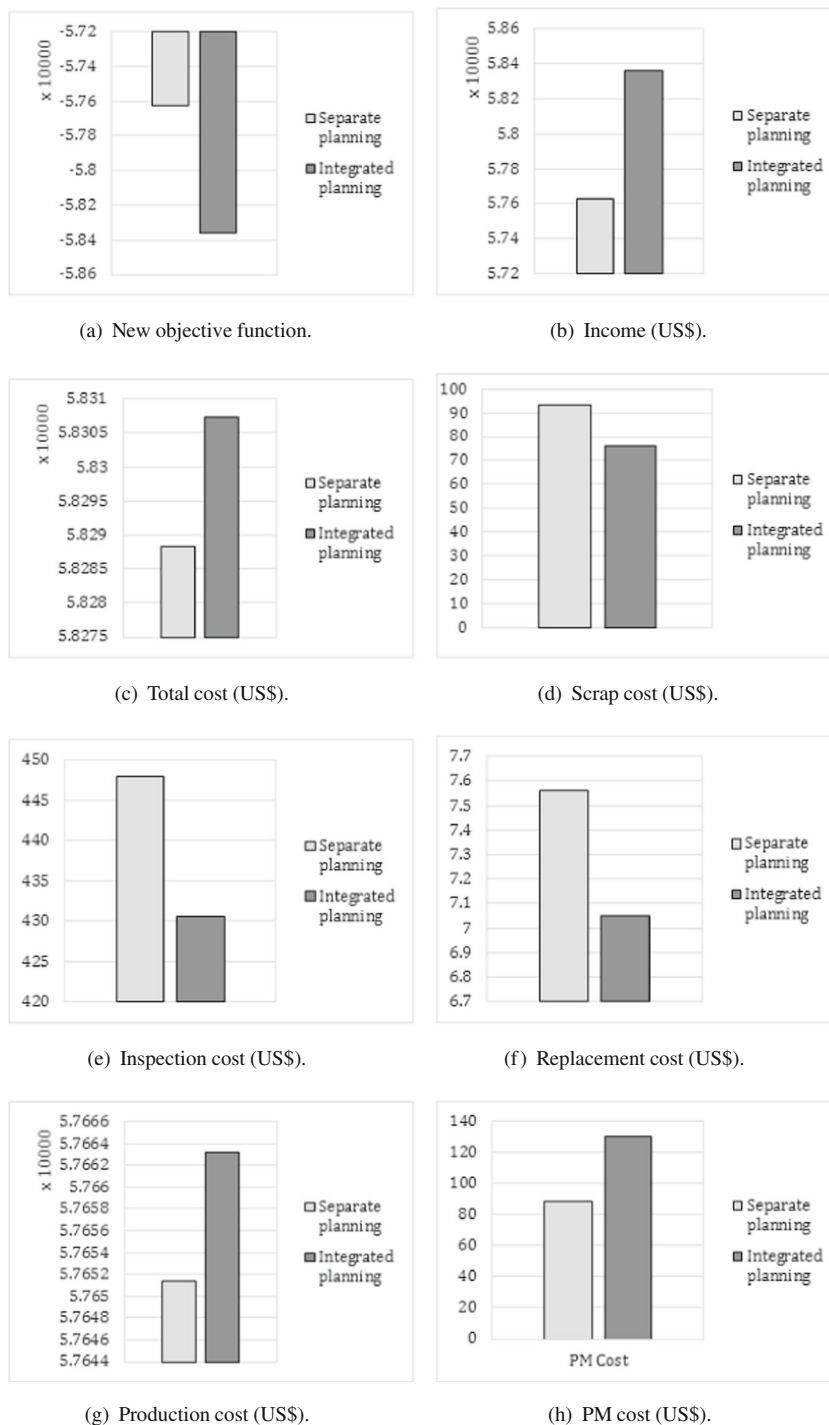 -5.72
-5.74
-5.76
-5.78
-5.8
-5.82
-5.84
-5.86
x 10000
Separate
planning
Integrated
planning
(a) New objective function.
5.86
5.84
5.82
5.8
5.78
5.76
5.74
5.72
x 10000
Separate
planning
Integrated
planning
(b) Income (US$).
5.831
5.8305
5.83
5.8295
5.829
5.8285
5.828
5.8275
x 10000
Separate
planning
Integrated
planning
(c) Total cost (US$).
100
90
80
70
60
50
40
30
20
10
0
Separate
planning
Integrated
planning
(d) Scrap cost (US$).
450
445
440
435
430
425
420
Separate
planning
Integrated
planning
(e) Inspection cost (US$).
7.7
7.6
7.5
7.4
7.3
7.2
7.1
7
6.9
6.8
6.7
Separate
planning
Integrated
planning
(f) Replacement cost (US$).
5.7666
5.7664
5.7662
5.766
5.7658
5.7656
5.7654
5.7652
5.765
5.7648
5.7646
5.7644
x 10000
Separate
planning
Integrated
planning
(g) Production cost (US$).
140
120
100
80
60
40
20
0
PM Cost
Separate
planning
Integrated
planning
(h) PM cost (US$).